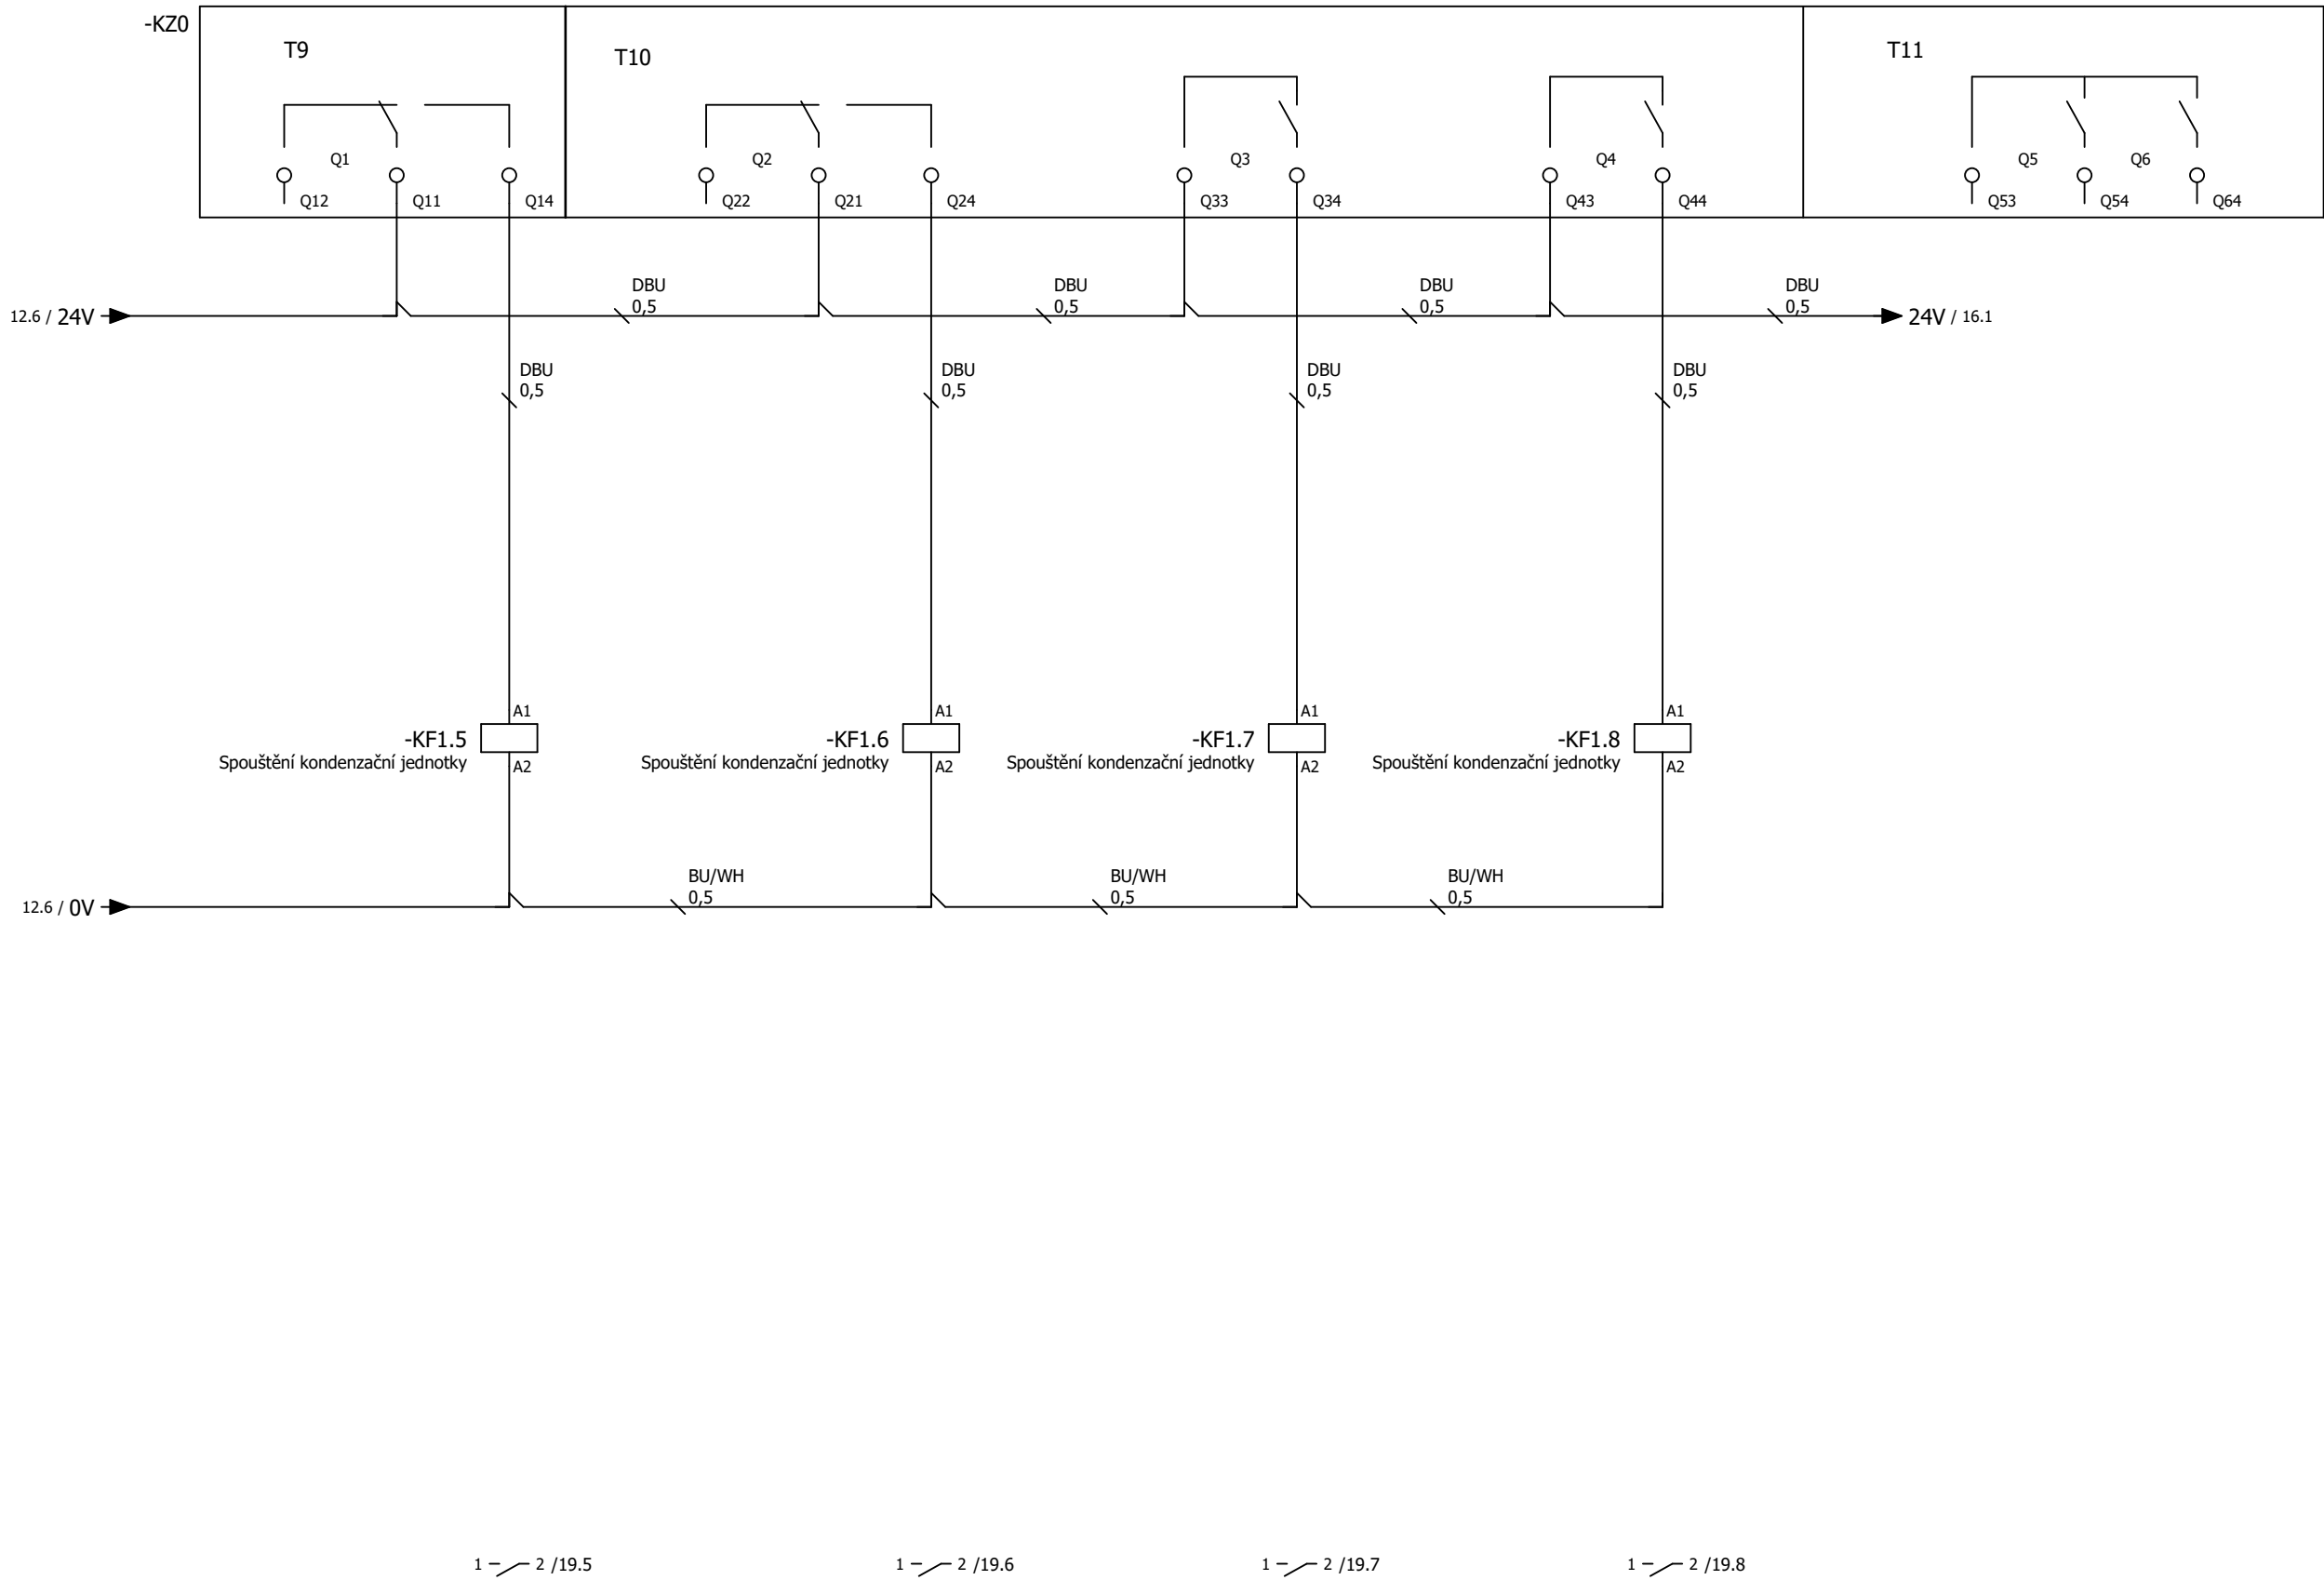 -KZ0
T9
T10
T11
Q1
Q2
Q3
Q4
Q5
Q6
Q12
Q11
Q14
Q22
Q21
Q24
Q33
Q34
Q43
Q44
Q53
Q54
Q64
DBU
0,5
DBU
0,5
DBU
0,5
DBU
0,5
12.6 / 24V
24V / 16.1
DBU
0,5
DBU
0,5
DBU
0,5
DBU
0,5
A1
A1
A1
A1
-KF1.5
Spouštění kondenzační jednotky
-KF1.6
Spouštění kondenzační jednotky
-KF1.7
Spouštění kondenzační jednotky
-KF1.8
Spouštění kondenzační jednotky
A2
A2
A2
A2
BU/WH
0,5
BU/WH
0,5
BU/WH
0,5
12.6 / 0V
1 2 /19.5
1 2 /19.6
1 2 /19.7
1 2 /19.8